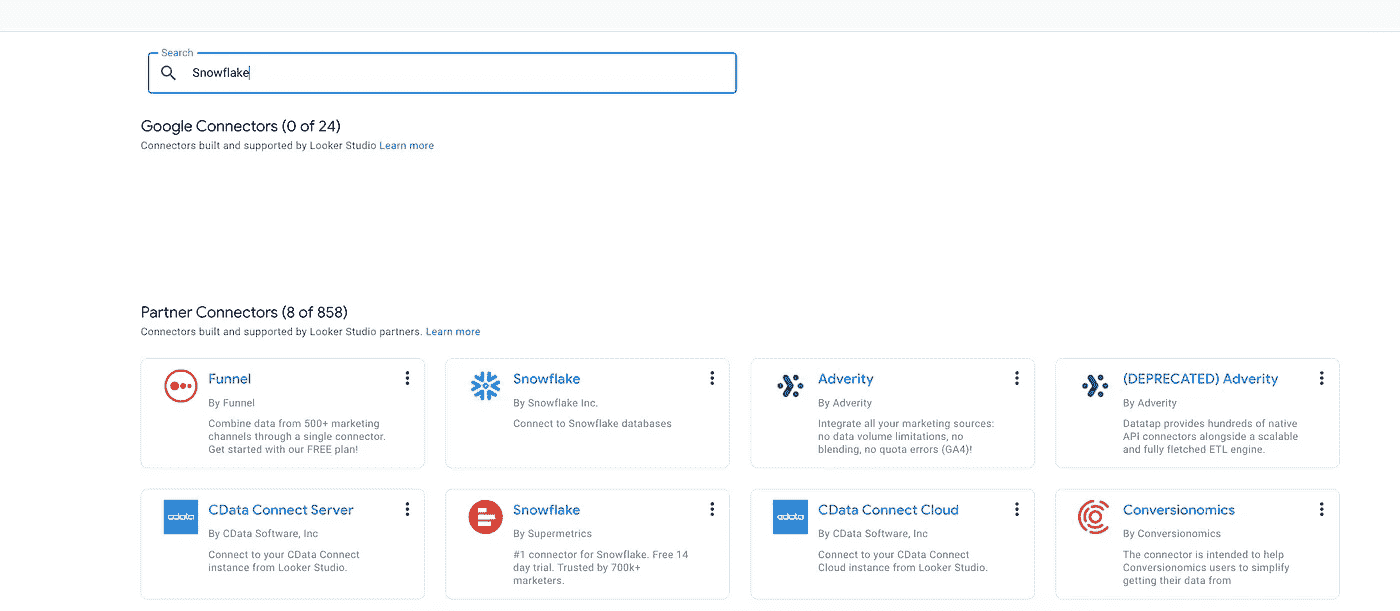 Search
Snowflake
Google Connectors (0 of 24)
Connectors built and supported by Looker Studio Learn more
Partner Connectors (8 of 858)
Connectors built and supported by Looker Studio partners. Learn more
Funnel
By Funnel
Combine data from 500+ marketing
channels through a single connector.
Get started with our FREE plan!
Snowflake
By Snowflake Inc.
Connect to Snowflake databases
Adverity
By Adverity
Integrate all your marketing sources:
no data volume limitations, no
blending, no quota errors (GA4)!
(DEPRECATED) Adverity
By Adverity
Datatap provides hundreds of native
API connectors alongside a scalable
and fully fletched ETL engine.
cdata
CData Connect Server
By CData Software, Inc
Connect to your CData Connect
instance from Looker Studio.
Snowflake
By Supermetrics
#1 connector for Snowflake. Free 14
day trial. Trusted by 700k+
marketers.
cdata
CData Connect Cloud
By CData Software, Inc
Connect to your CData Connect
Cloud instance from Looker Studio.
Conversionomics
By Conversionomics
The connector is intended to help
Conversionomics users to simplify
getting their data from